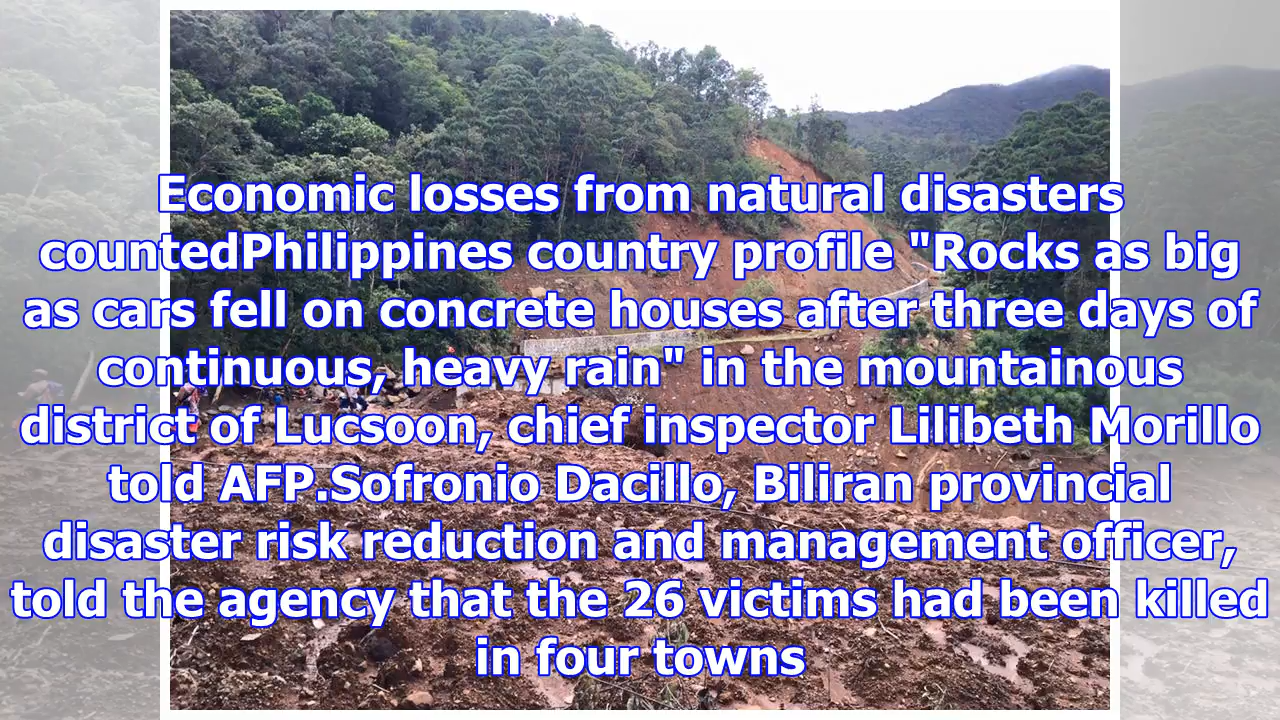 Economic losses from natural disasters
countedPhilippines country profile "Rocks as big
as cars fell on concrete houses after three days of
continuous, heavy rain" in the mountainous
district of Lucsoon, chief inspector Lilibeth Morillo
told AFP.Sofronio Dacillo, Biliran provincial
disaster risk reduction and management officer,
told the agency that the 26 victims had been killed
in four towns